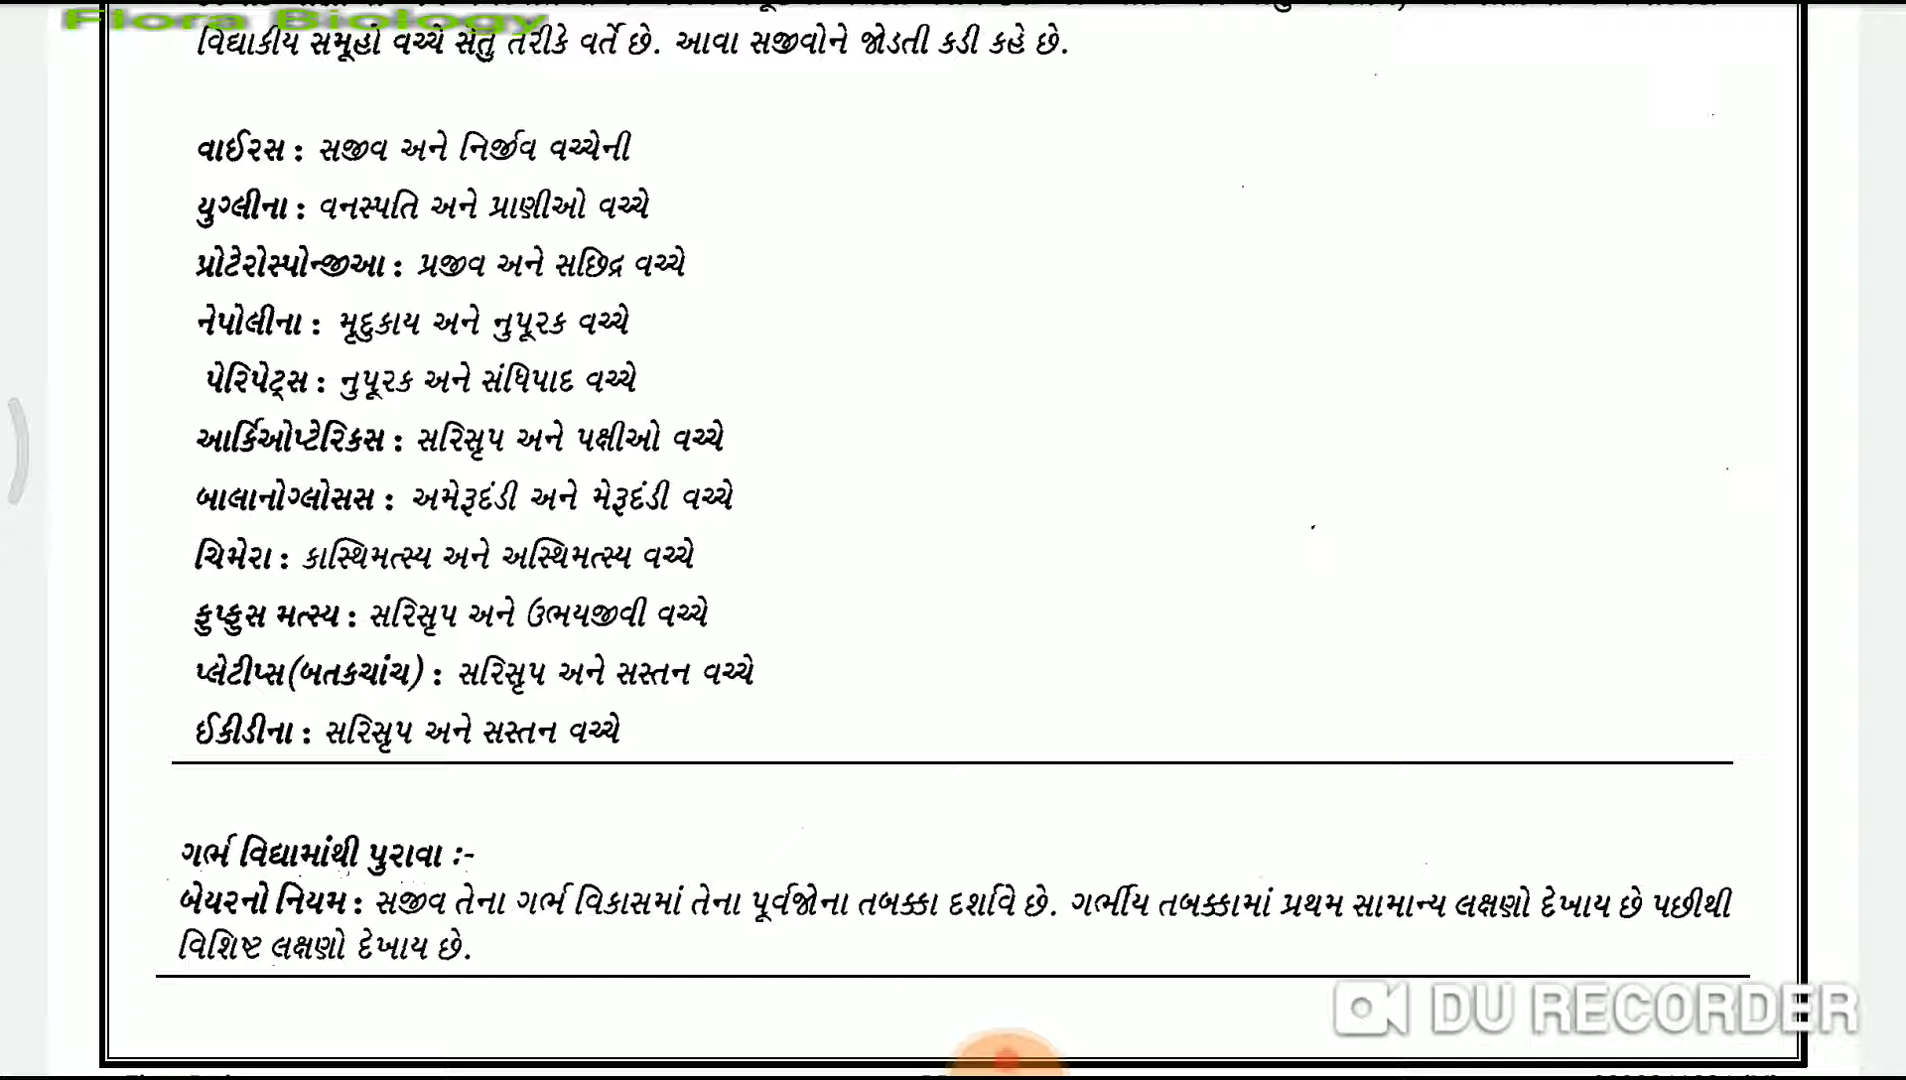 Flora Biology
વિદ્યાકીય સમૂહો વચ્ચે સેતુ તરીકે વર્તે છે. આવા સજીવોને જોડતી કડી કહે છે.
વાઈરસ : સજીવ અને નિર્જીવ વચ્ચેની
યુગ્લીના : વનસ્પતિ અને પ્રાણીઓ વચ્ચે
પ્રોટેરોસ્પોન્જીઆ : પ્રજીવ અને સછિદ્ર વચ્ચે
નેપોલીના : મૃદુકાય અને નુપૂરક વચ્ચે
પેરિપેટ્સ : નુપૂરક અને સંધિપાદ વચ્ચે
આર્કિઓપ્ટેરિક્સ : સરિસૃપ અને પક્ષીઓ વચ્ચે
બાલાનોગ્લોસસ : અમેરૂદંડી અને મેરૂદંડી વચ્ચે
ચિમેરા : કાસ્થિમત્સ્ય અને અસ્થિમત્સ્ય વચ્ચે
ફુપ્ફુસ મત્સ્ય : સરિસૃપ અને ઉભયજીવી વચ્ચે
પ્લેટીપ્સ(બતકચાંચ) : સરિસૃપ અને સસ્તન વચ્ચે
ઈકીડીના : સરિસૃપ અને સસ્તન વચ્ચે
ગર્ભ વિદ્યામાંથી પુરાવા :-
બેયરનો નિયમ : સજીવ તેના ગર્ભ વિકાસમાં તેના પૂર્વજોના તબક્કા દર્શાવે છે. ગર્ભીય તબક્કામાં પ્રથમ સામાન્ય લક્ષણો દેખાય છે પછીથી
વિશિષ્ટ લક્ષણો દેખાય છે.
DU RECORDER